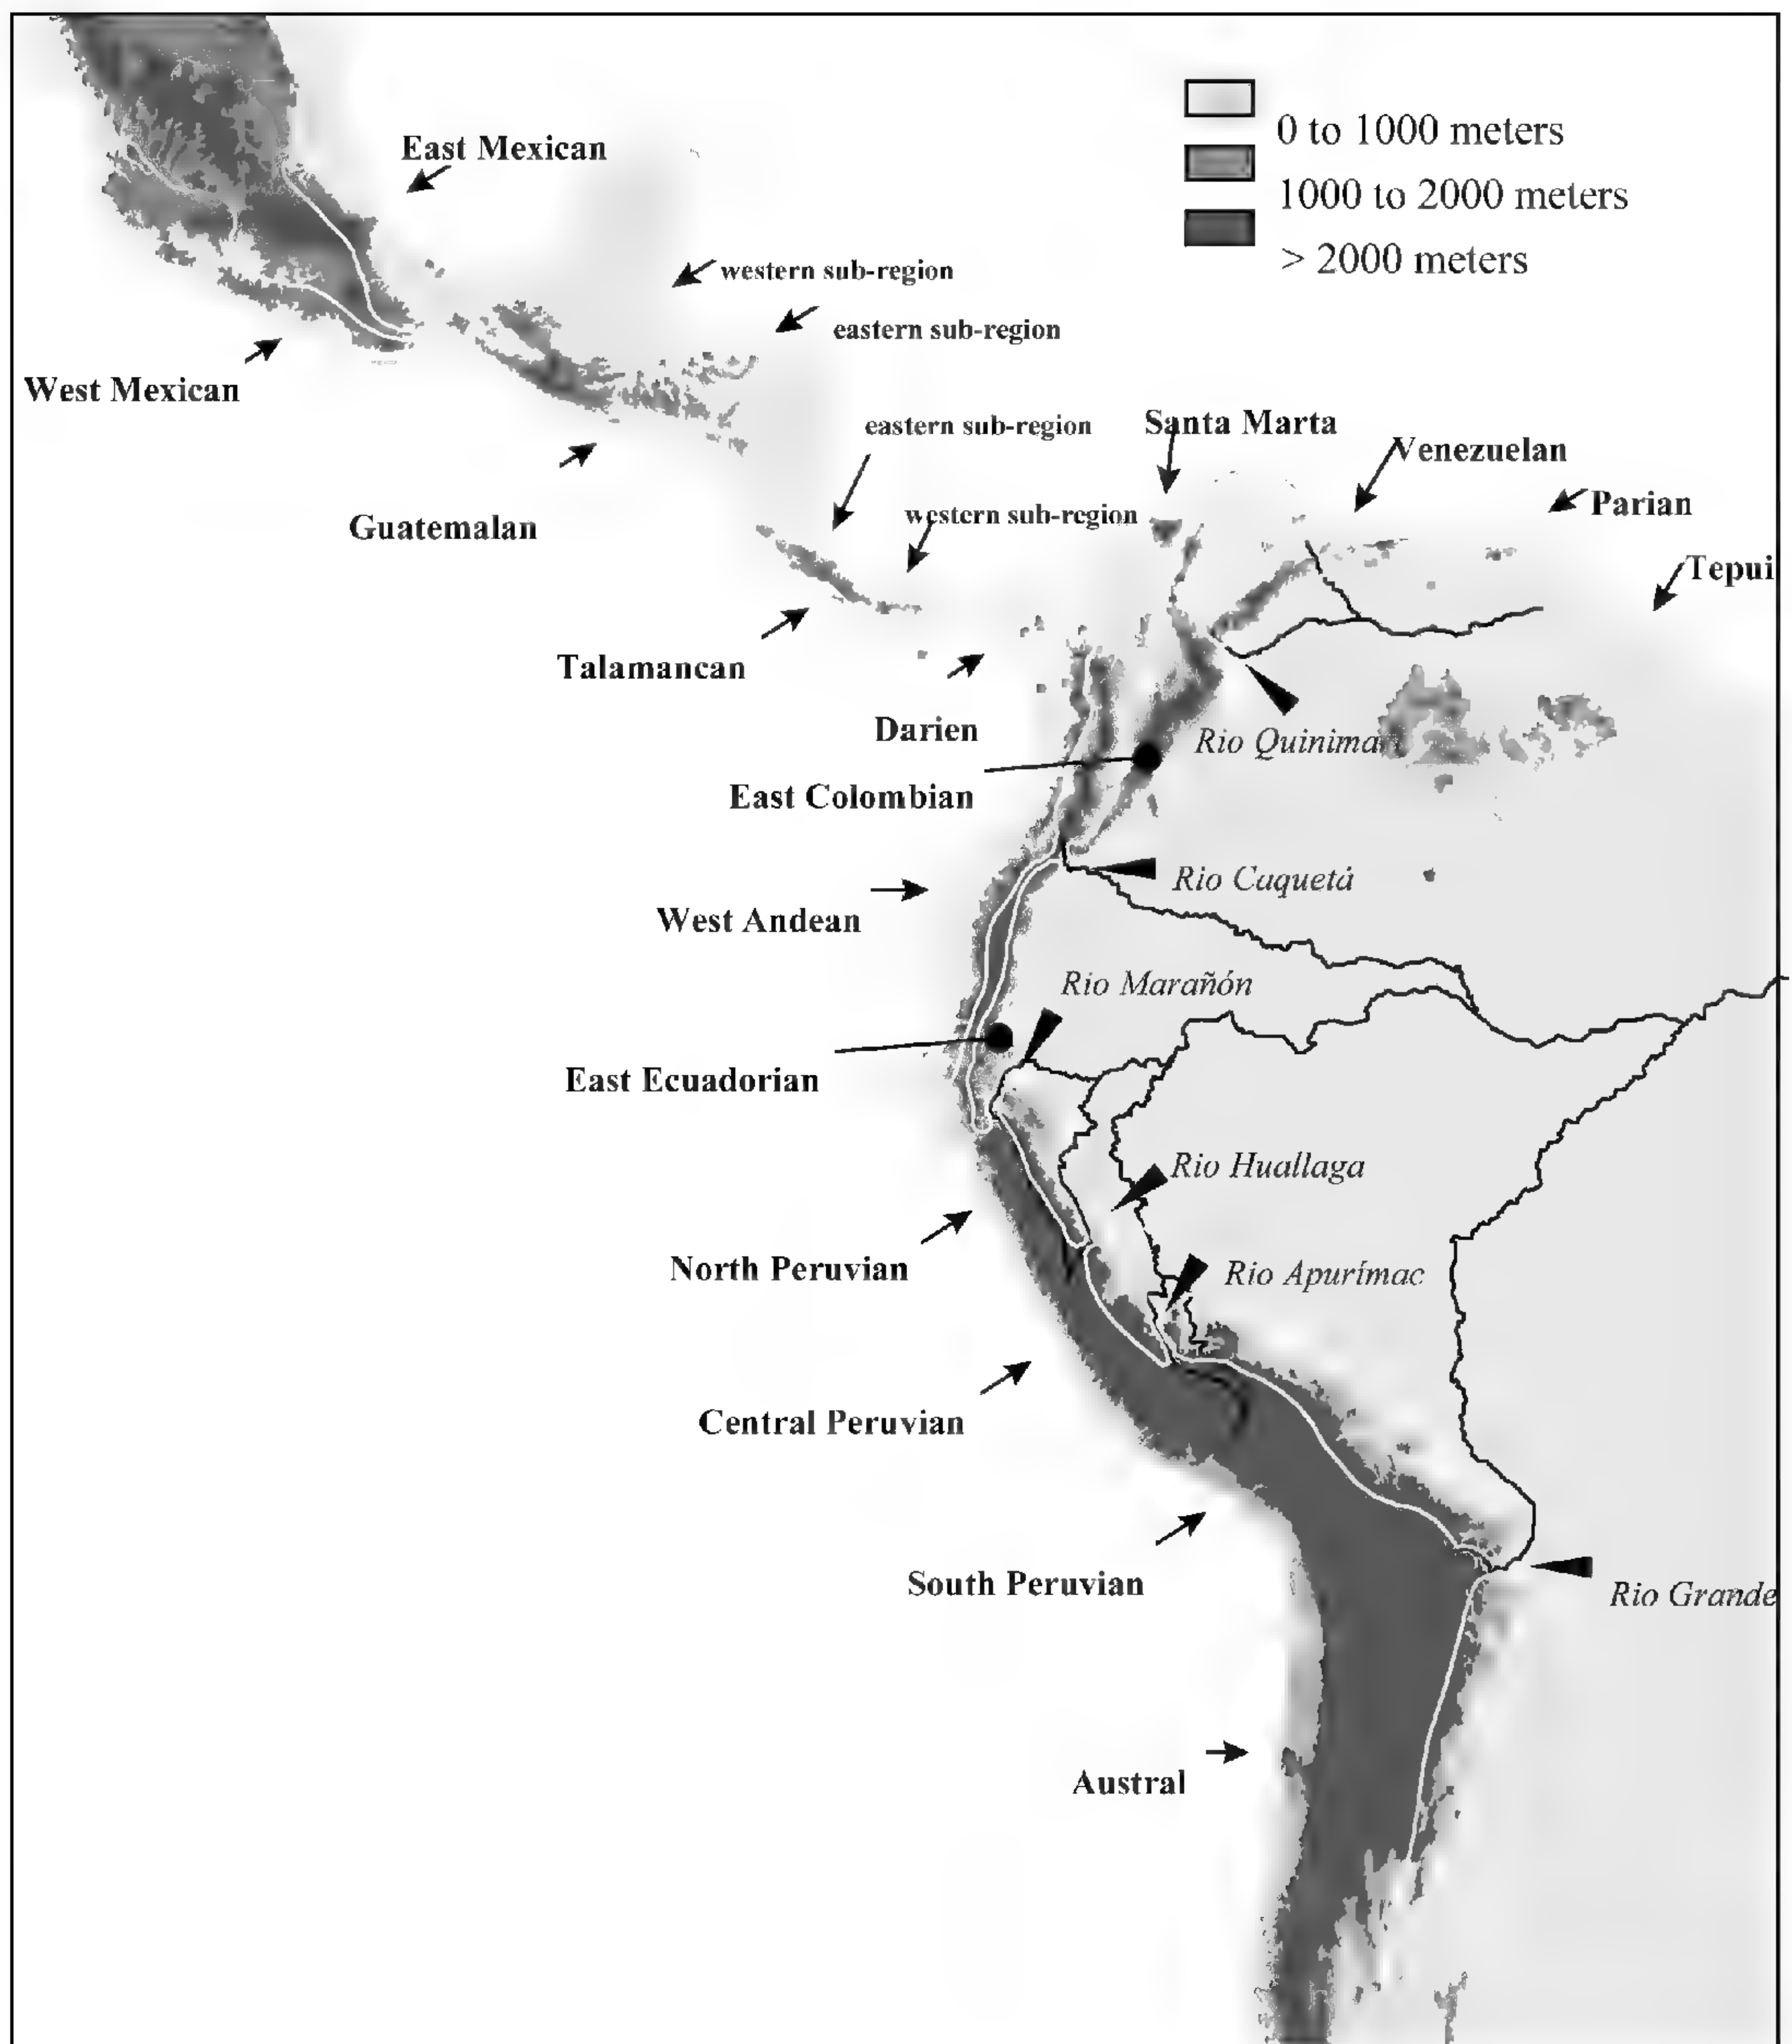 0 to 1000 meters
1000 to 2000 meters
> 2000 meters
East Mexican
western sub-region
eastern sub-region
West Mexican
eastern sub-region
Santa Marta
Venezuelan
Parian
western sub-region
Guatemalan
Tepui
Talamancan
Darien
Rio Quinimari
East Colombian
Rio Caquetá
West Andean
Rio Marañón
East Ecuadorian
Rio Huallaga
North Peruvian
Rio Apurímac
Central Peruvian
South Peruvian
Rio Grande
Austral